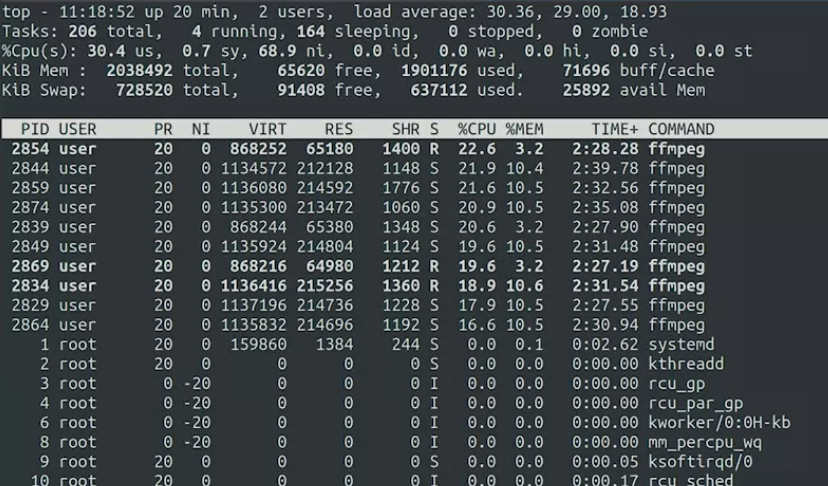 top - 11:18:52 up 20 min,  2 users,  load average: 30.36, 29.00, 18.93
Tasks: 206 total,   4 running, 164 sleeping,   0 stopped,   0 zombie
%Cpu(s): 30.4 us,  0.7 sy, 68.9 ni,  0.0 id,  0.0 wa,  0.0 hi,  0.0 si,  0.0 st
KiB Mem :  2038492 total,    65620 free,  1901176 used,    71696 buff/cache
KiB Swap:   728520 total,    91408 free,   637112 used.    25892 avail Mem
PID USER      PR  NI    VIRT    RES    SHR S  %CPU %MEM     TIME+ COMMAND
2854 user      20   0  868252  65180   1400 R  22.6  3.2   2:28.28 ffmpeg
2844 user      20   0 1134572 212128   1148 S  21.9 10.4   2:39.78 ffmpeg
2859 user      20   0 1136080 214592   1776 S  21.6 10.5   2:32.56 ffmpeg
2874 user      20   0 1135300 213472   1060 S  20.9 10.5   2:35.08 ffmpeg
2839 user      20   0  868244  65380   1348 S  20.6  3.2   2:27.90 ffmpeg
2849 user      20   0 1135924 214804   1124 S  19.6 10.5   2:31.48 ffmpeg
2869 user      20   0  868216  64980   1212 R  19.6  3.2   2:27.19 ffmpeg
2834 user      20   0 1136416 215256   1360 R  18.9 10.6   2:31.54 ffmpeg
2829 user      20   0 1137196 214736   1228 S  17.9 10.5   2:27.55 ffmpeg
2864 user      20   0 1135832 214696   1192 S  16.6 10.5   2:30.94 ffmpeg
1 root      20   0  159860   1384    244 S   0.0  0.1   0:02.62 systemd
2 root      20   0       0      0      0 S   0.0  0.0   0:00.00 kthreadd
3 root       0 -20       0      0      0 I   0.0  0.0   0:00.00 rcu_gp
4 root       0 -20       0      0      0 I   0.0  0.0   0:00.00 rcu_par_gp
6 root       0 -20       0      0      0 I   0.0  0.0   0:00.00 kworker/0:0H-kb
8 root       0 -20       0      0      0 I   0.0  0.0   0:00.00 mm_percpu_wq
9 root      20   0       0      0      0 S   0.0  0.0   0:00.05 ksoftirqd/0
10 root      20   0       0      0      0 I   0.0  0.0   0:00.17 rcu_sched